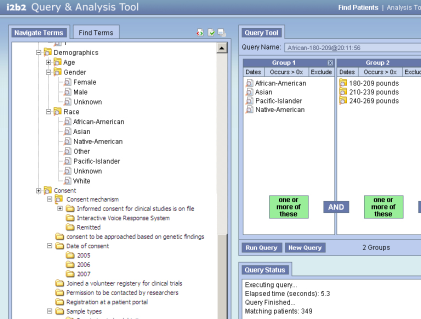 i2b2 Query & Analysis Tool
Find Patients | Analysis To
Navigate Terms
Find Terms
Demographics
Age
Gender
Female
Male
Unknown
Race
African-American
Asian
Native-American
Other
Pacific-Islander
Unknown
White
Consent
Consent mechanism
Informed consent for clinical studies is on file
Interactive Voice Response System
Remitted
consent to be approached based on genetic findings
Date of consent
2005
2006
2007
Joined a volunteer registery for clinical trials
Permission to be contacted by researchers
Registration at a patient portal
Sample types
Query Tool
Query Name: African-180-209@20:11:56
Group 1
Dates Occurs > 0x Exclude
African-American
Asian
Pacific-Islander
Native-American
one or
more of
these
AND
Group 2
Dates Occurs > 0x Exclud
180-209 pounds
210-239 pounds
240-269 pounds
one or
more of
these
Run Query New Query 2 Groups
Query Status
Executing query...
Elapsed time (seconds): 5.3
Query Finished...
Matching patients: 349